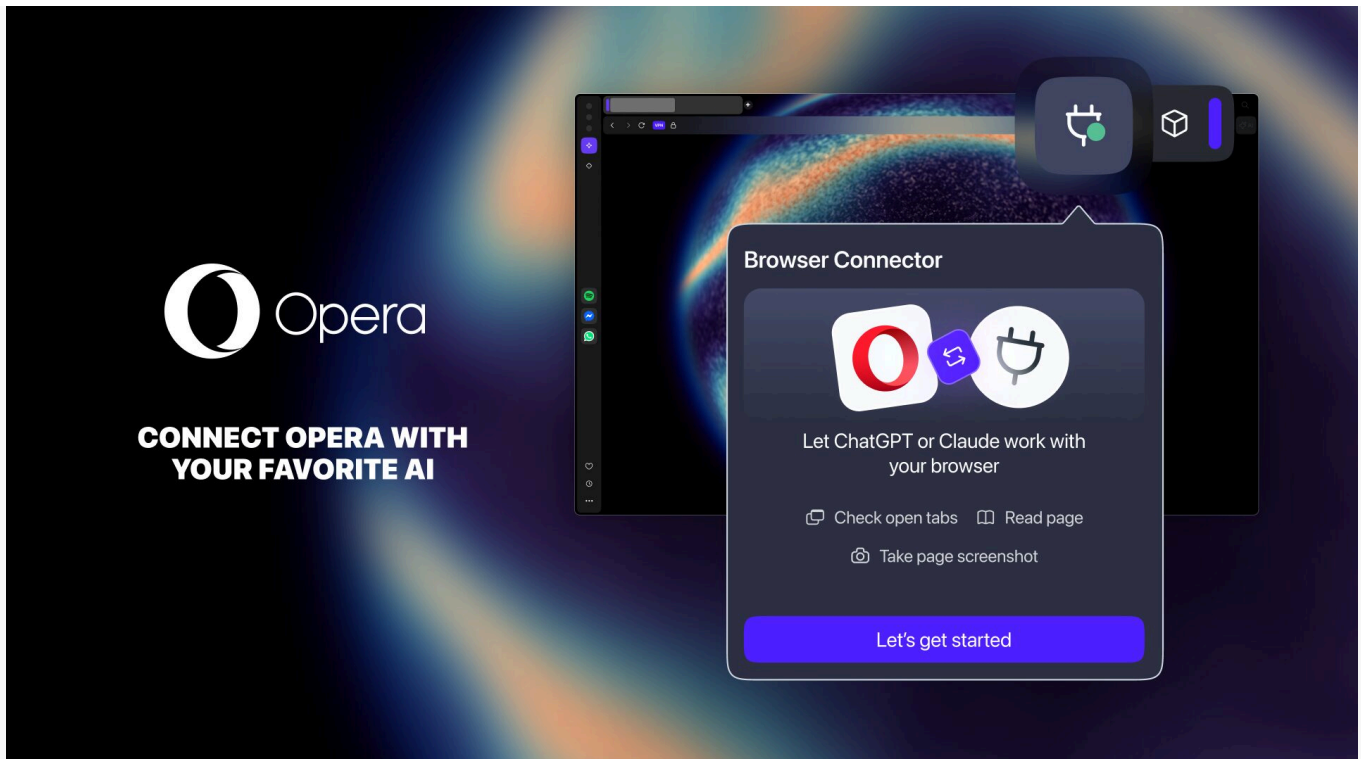 Opera
CONNECT OPERA WITH
YOUR FAVORITE AI
VPN
Browser Connector
Let ChatGPT or Claude work with
your browser
Check open tabs
Read page
Take page screenshot
Let's get started